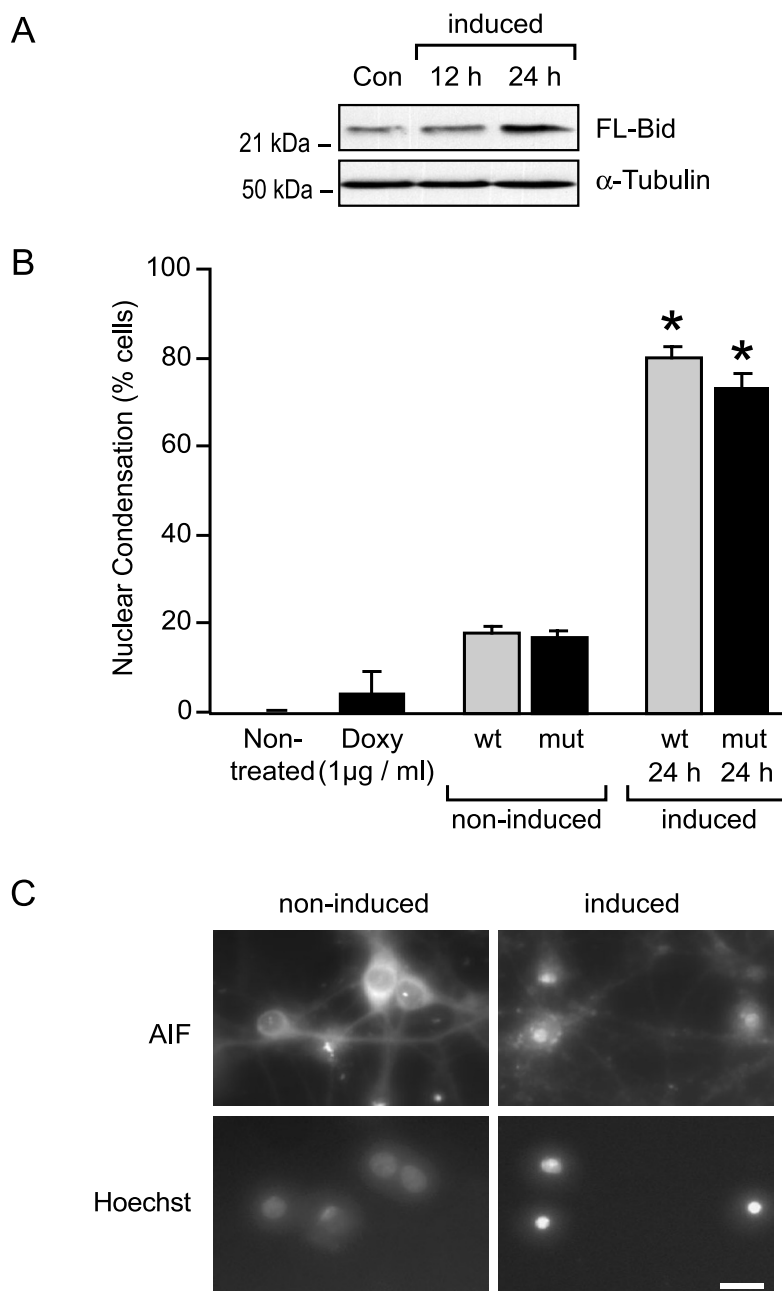 A
induced
Con 12 h 24 h
21 kDa – FL-Bid
50 kDa – α-Tubulin
B
Nuclear Condensation (% cells)
100
80
60
40
20
0
* *
Non-treated Doxy (1µg / ml) wt mut wt 24 h mut 24 h
non-induced induced
C
non-induced induced
AIF
Hoechst